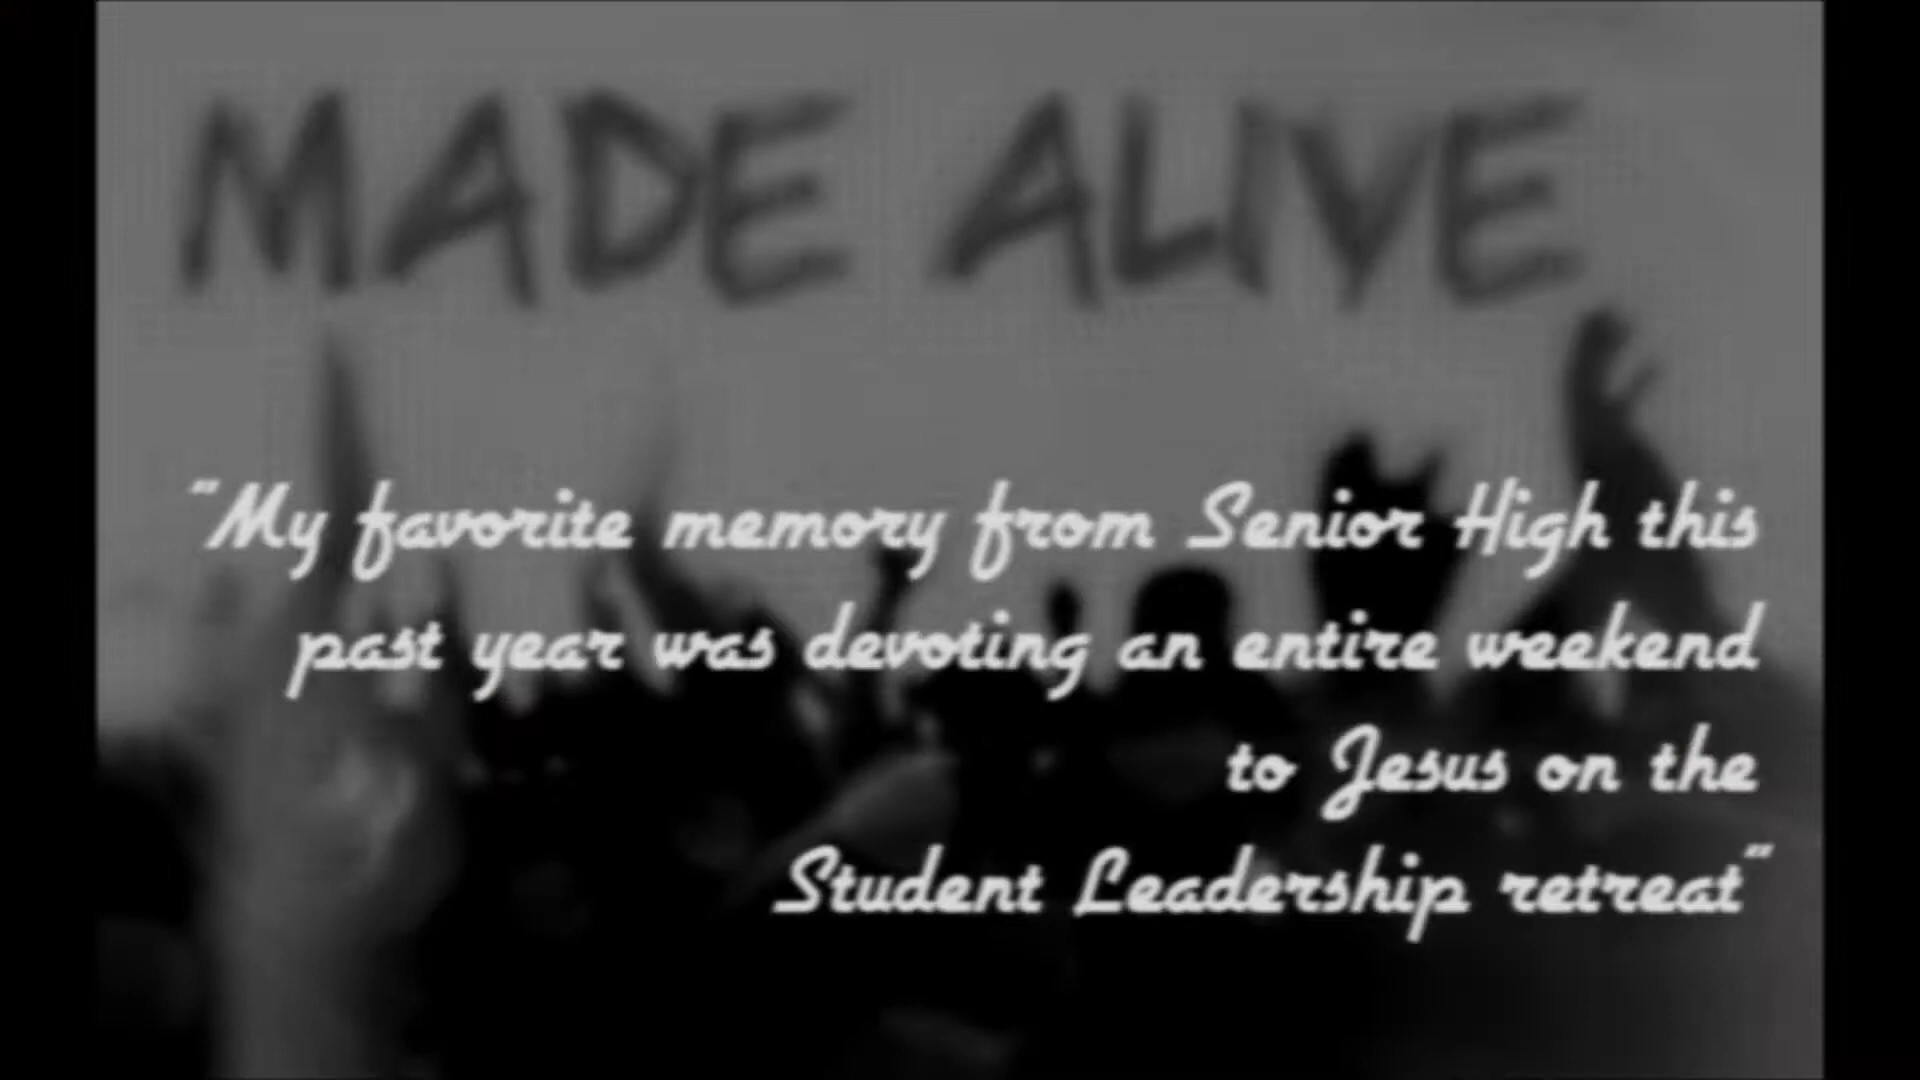 MADE ALIVE
"My favorite memory from Senior High this
past year was devoting an entire weekend
to Jesus on the
Student Leadership retreat"